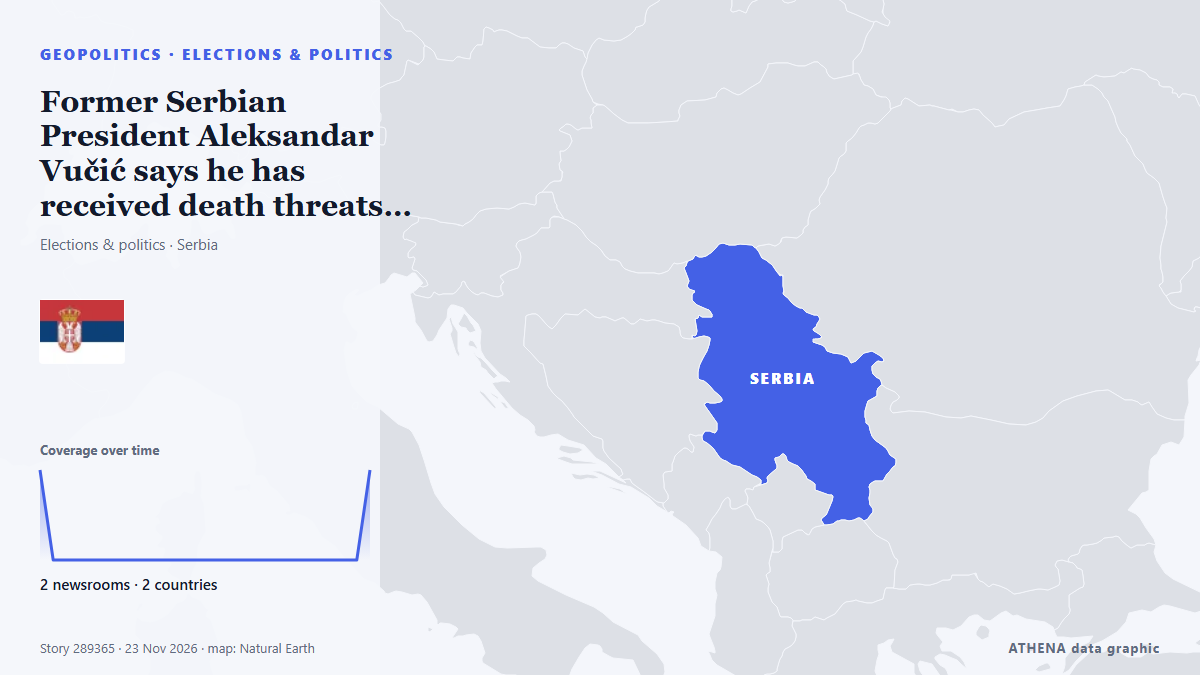 GEOPOLITICS · ELECTIONS & POLITICS
Former Serbian
President Aleksandar
Vučić says he has
received death threats…
Elections & politics · Serbia
SERBIA
Coverage over time
2 newsrooms · 2 countries
Story 289365 · 23 Nov 2026 · map: Natural Earth
ATHENA data graphic